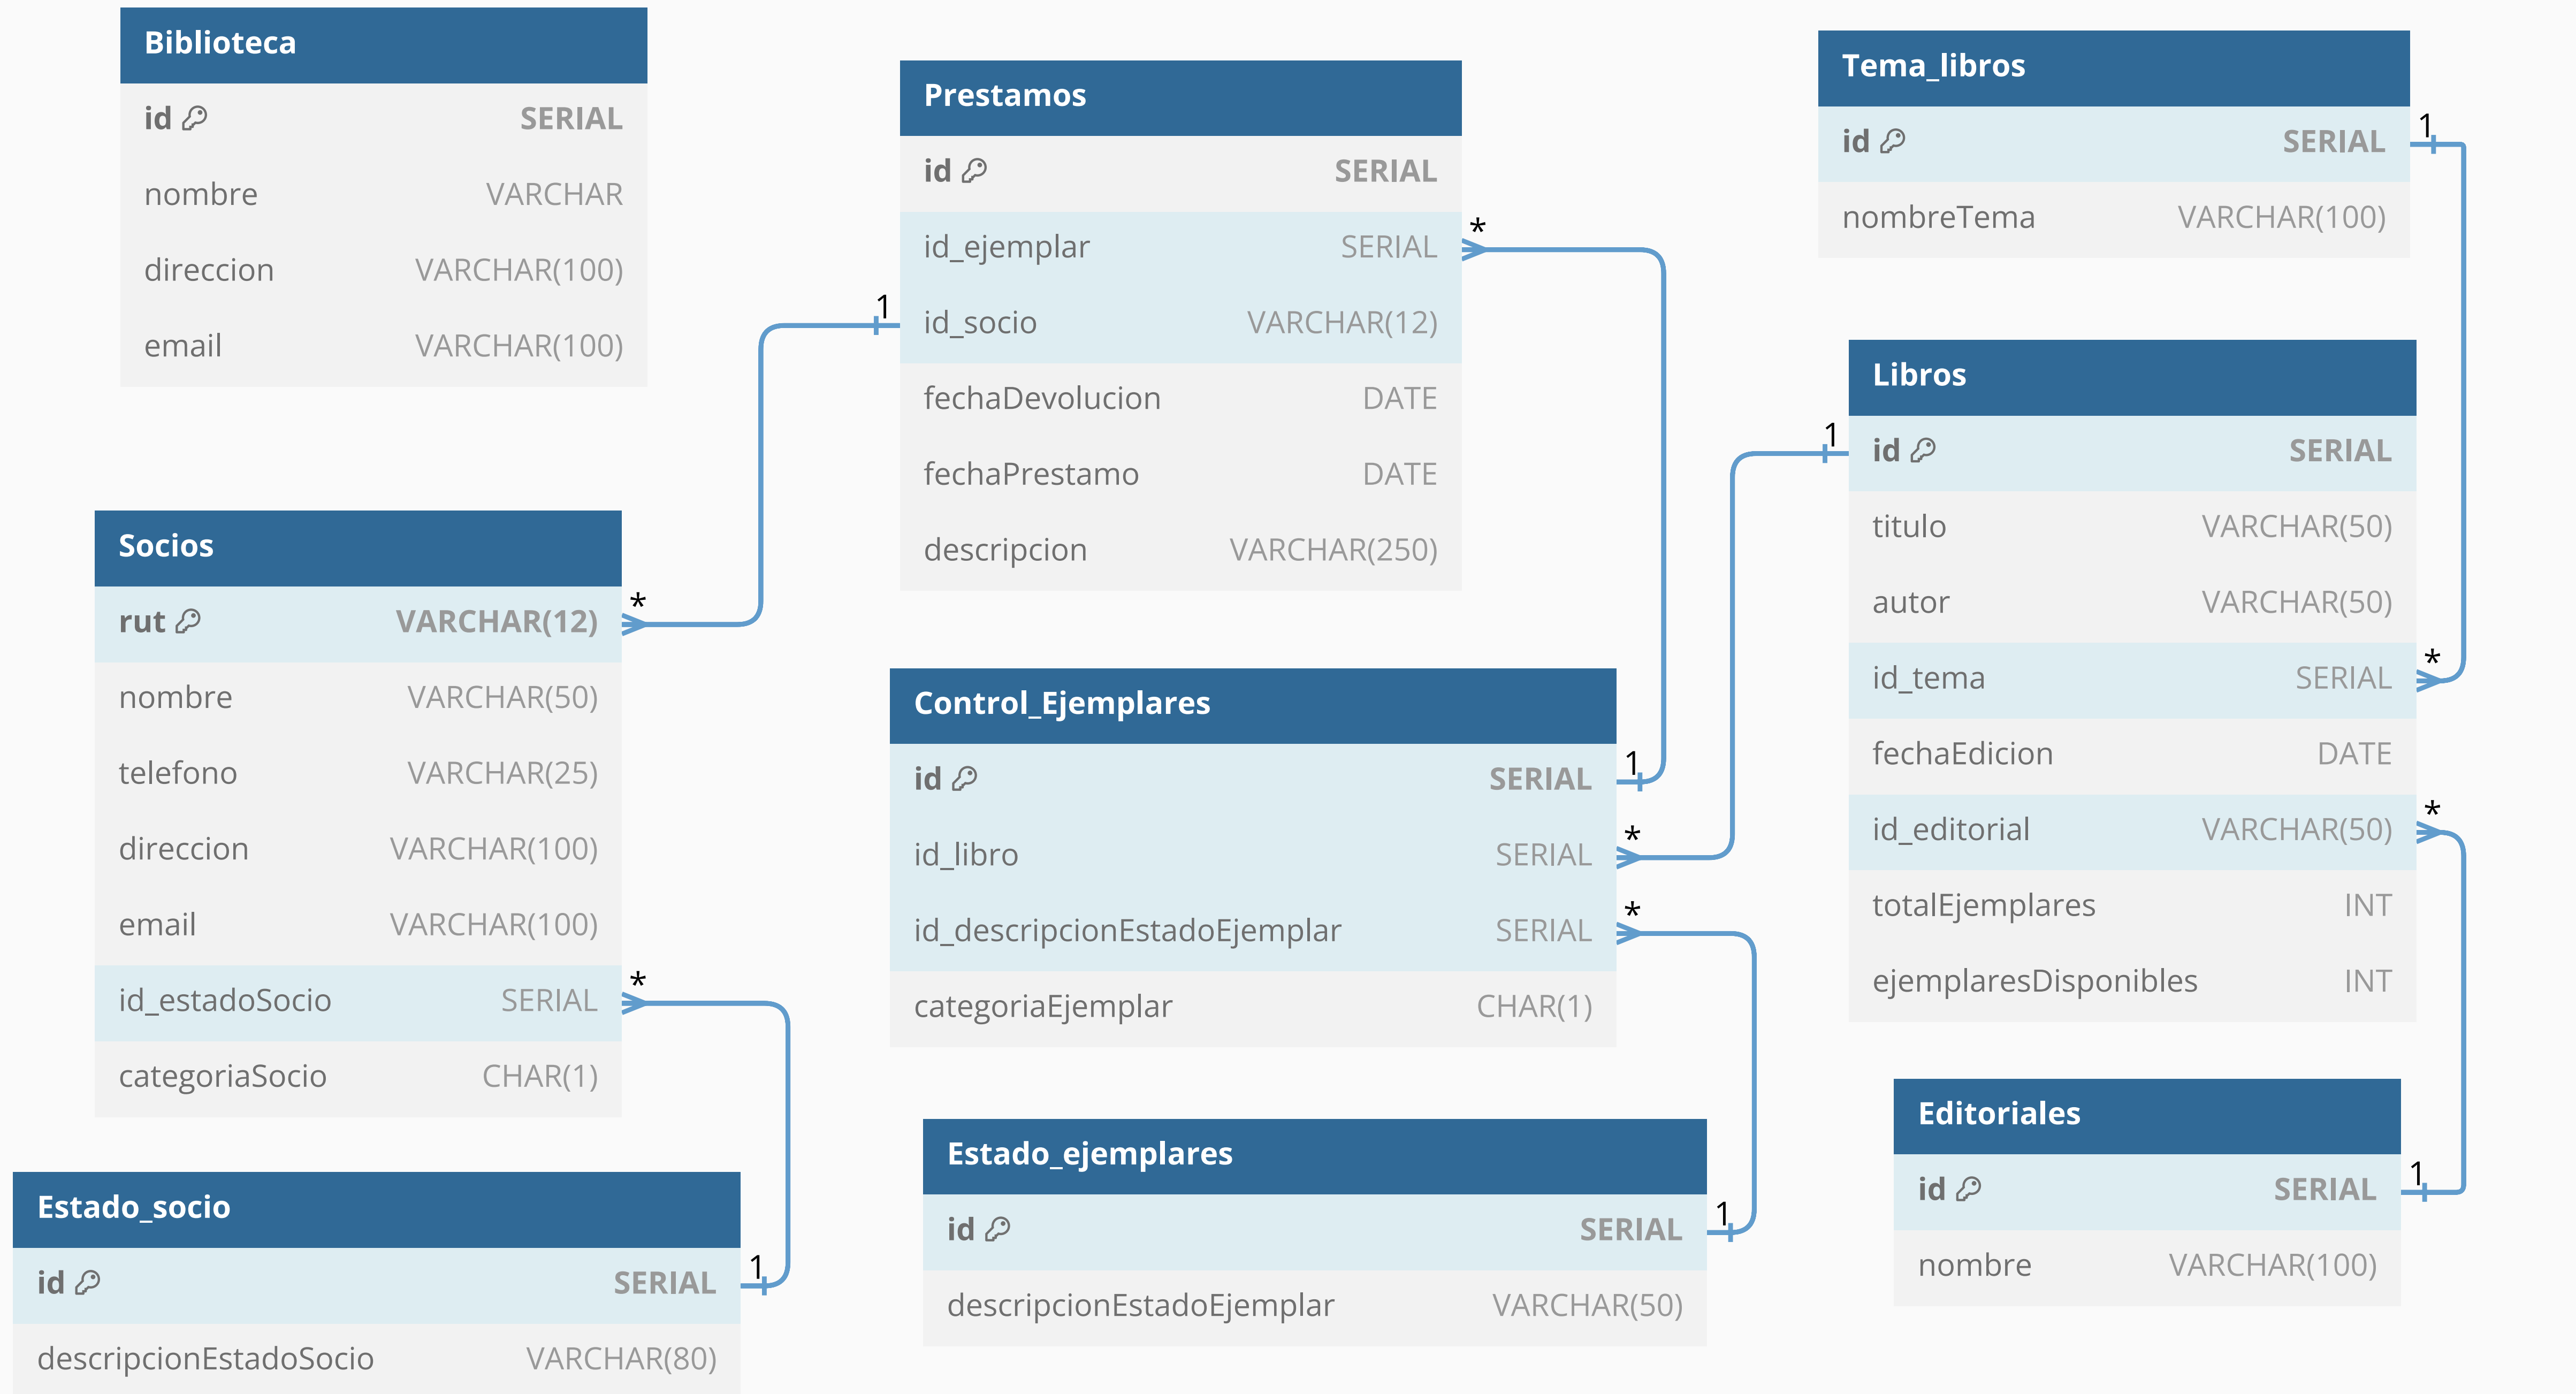 Biblioteca
id SERIAL
nombre VARCHAR
direccion VARCHAR(100)
email VARCHAR(100)
Prestamos
id SERIAL
id_ejemplar SERIAL
id_socio VARCHAR(12)
fechaDevolucion DATE
fechaPrestamo DATE
descripcion VARCHAR(250)
*
1
Tema_libros
id SERIAL
nombreTema VARCHAR(100)
1
Libros
id SERIAL
titulo VARCHAR(50)
autor VARCHAR(50)
id_tema SERIAL
fechaEdicion DATE
id_editorial VARCHAR(50)
totalEjemplares INT
ejemplaresDisponibles INT
1
*
*
Socios
rut VARCHAR(12)
nombre VARCHAR(50)
telefono VARCHAR(25)
direccion VARCHAR(100)
email VARCHAR(100)
id_estadoSocio SERIAL
categoriaSocio CHAR(1)
*
*
Control_Ejemplares
id SERIAL
id_libro SERIAL
id_descripcionEstadoEjemplar SERIAL
categoriaEjemplar CHAR(1)
1
*
*
Estado_socio
id SERIAL
descripcionEstadoSocio VARCHAR(80)
1
Estado_ejemplares
id SERIAL
descripcionEstadoEjemplar VARCHAR(50)
1
Editoriales
id SERIAL
nombre VARCHAR(100)
1